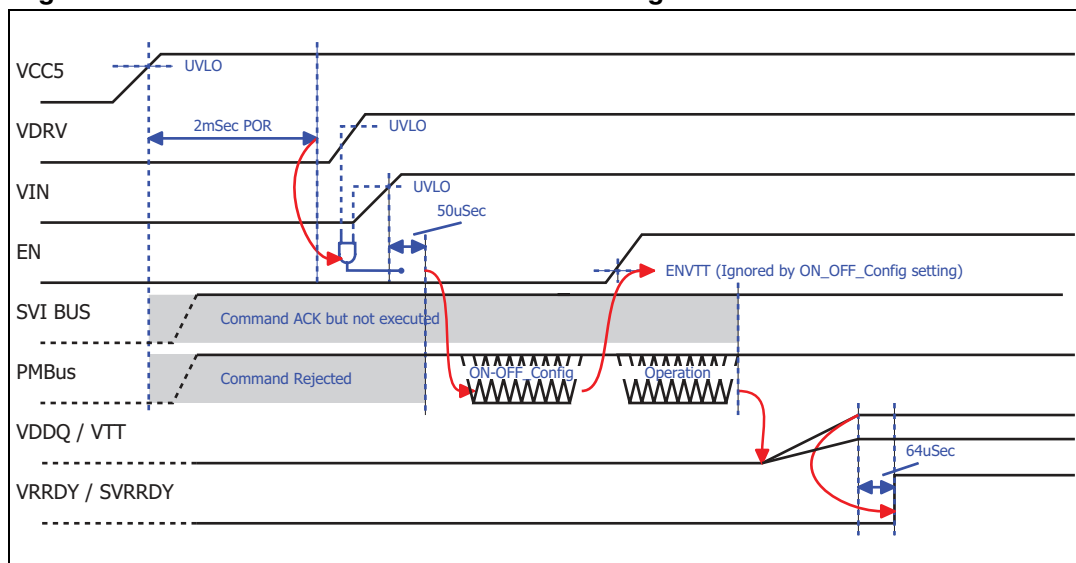 VCC5
UVLO
VDRV
2mSec POR
UVLO
VIN
UVLO
50uSec
EN
ENVTT (Ignored by ON_OFF_Config setting)
SVI BUS
Command ACK but not executed
PMBus
Command Rejected
ON-OFF_Config
Operation
VDDQ / VTT
64uSec
VRRDY / SVRRDY